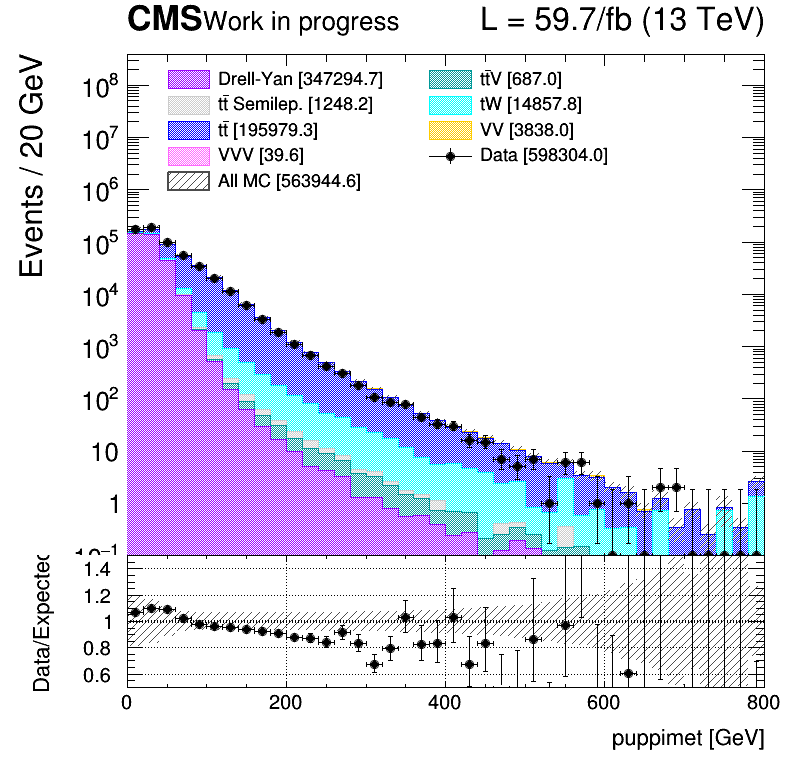 CMS Work in progress L = 59.7/fb (13 TeV)
Events / 20 GeV
Drell-Yan [347294.7] tt̄V [687.0]
tt̄ Semilep. [1248.2] tW [14857.8]
tt̄ [195979.3] VV [3838.0]
VVV [39.6] Data [598304.0]
All MC [563944.6]
10⁸
10⁷
10⁶
10⁵
10⁴
10³
10²
10
1
10⁻¹
Data/Expected
1.4
1.2
1
0.8
0.6
0 200 400 600 800
puppimet [GeV]